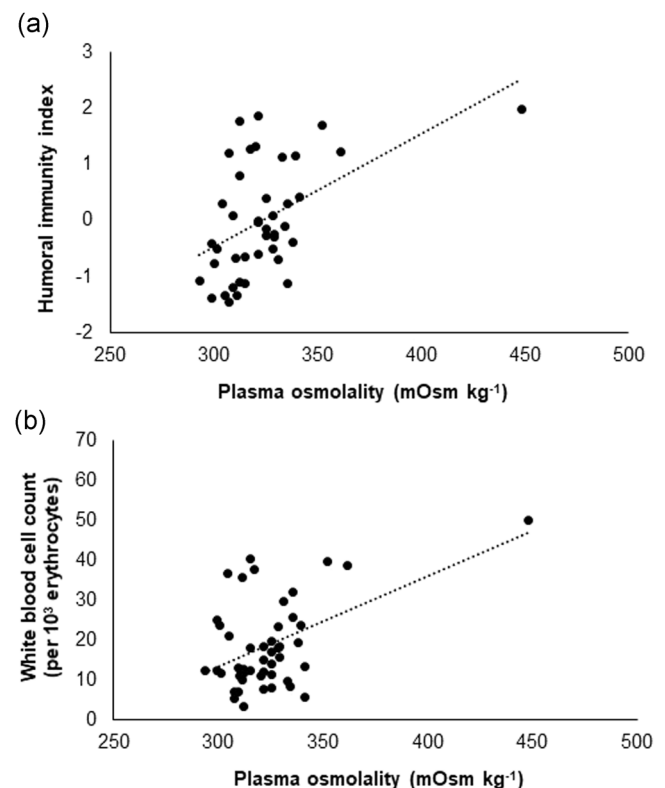 (a)
3
2
1
0
-1
-2
Humoral immunity index
250 300 350 400 450 500
Plasma osmolality (mOsm kg⁻¹)
(b)
70
60
50
40
30
20
10
0
White blood cell count
(per 10³ erythrocytes)
250 300 350 400 450 500
Plasma osmolality (mOsm kg⁻¹)